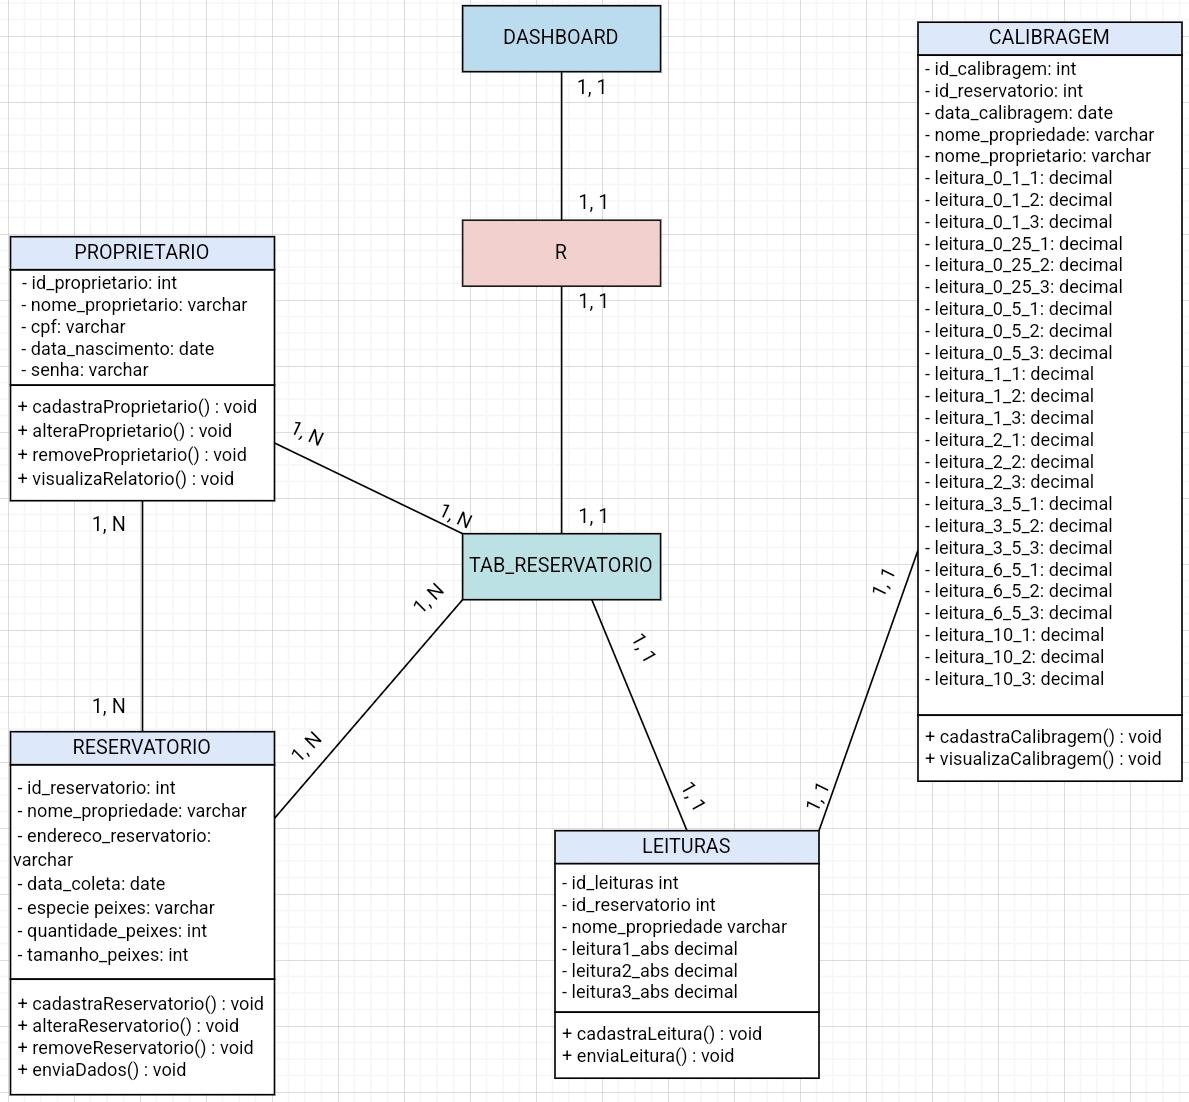 DASHBOARD
1, 1
1, 1
R
1, 1
1, 1
TAB_RESERVATORIO
PROPRIETARIO
- id_proprietario: int
- nome_proprietario: varchar
- cpf: varchar
- data_nascimento: date
- senha: varchar
+ cadastraProprietario() : void
+ alteraProprietario() : void
+ removeProprietario() : void
+ visualizaRelatorio() : void
1, N
1, N
1, N
1, N
RESERVATORIO
- id_reservatorio: int
- nome_propriedade: varchar
- endereco_reservatorio:
varchar
- data_coleta: date
- especie peixes: varchar
- quantidade_peixes: int
- tamanho_peixes: int
+ cadastraReservatorio() : void
+ alteraReservatorio() : void
+ removeReservatorio() : void
+ enviaDados() : void
1, N
1, N
1, 1
1, 1
LEITURAS
- id_leituras int
- id_reservatorio int
- nome_propriedade varchar
- leitura1_abs decimal
- leitura2_abs decimal
- leitura3_abs decimal
+ cadastraLeitura() : void
+ enviaLeitura() : void
1, 1
1, 1
CALIBRAGEM
- id_calibragem: int
- id_reservatorio: int
- data_calibragem: date
- nome_propriedade: varchar
- nome_proprietario: varchar
- leitura_0_1_1: decimal
- leitura_0_1_2: decimal
- leitura_0_1_3: decimal
- leitura_0_25_1: decimal
- leitura_0_25_2: decimal
- leitura_0_25_3: decimal
- leitura_0_5_1: decimal
- leitura_0_5_2: decimal
- leitura_0_5_3: decimal
- leitura_1_1: decimal
- leitura_1_2: decimal
- leitura_1_3: decimal
- leitura_2_1: decimal
- leitura_2_2: decimal
- leitura_2_3: decimal
- leitura_3_5_1: decimal
- leitura_3_5_2: decimal
- leitura_3_5_3: decimal
- leitura_6_5_1: decimal
- leitura_6_5_2: decimal
- leitura_6_5_3: decimal
- leitura_10_1: decimal
- leitura_10_2: decimal
- leitura_10_3: decimal
+ cadastraCalibragem() : void
+ visualizaCalibragem() : void